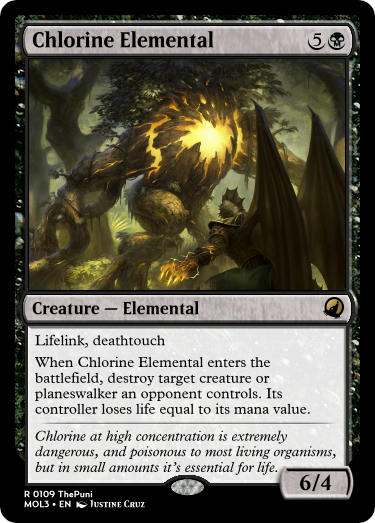 Chlorine Elemental 5
Creature — Elemental
Lifelink, deathtouch
When Chlorine Elemental enters the
battlefield, destroy target creature or
planeswalker an opponent controls. Its
controller loses life equal to its mana value.
Chlorine at high concentration is extremely
dangerous, and poisonous to most living organisms,
but in small amounts it's essential for life.
6/4
R 0109 ThePuni
MOL3 • EN Justine Cruz